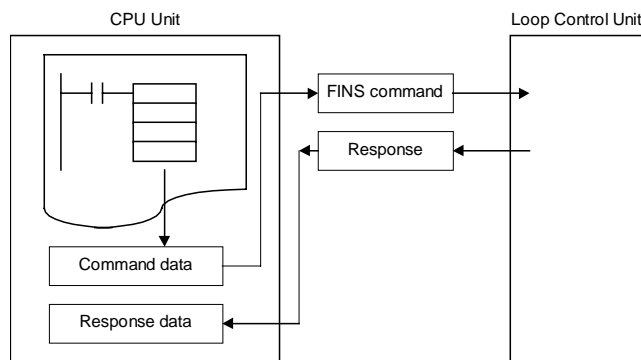 CPU Unit
Loop Control Unit
FINS command
Response
Command data
Response data